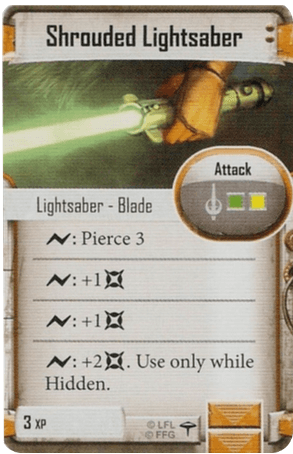 Shrouded Lightsaber
Attack
Lightsaber - Blade
: Pierce 3
: +1
: +1
: +2 . Use only while
Hidden.
3 XP
© LFL
© FFG